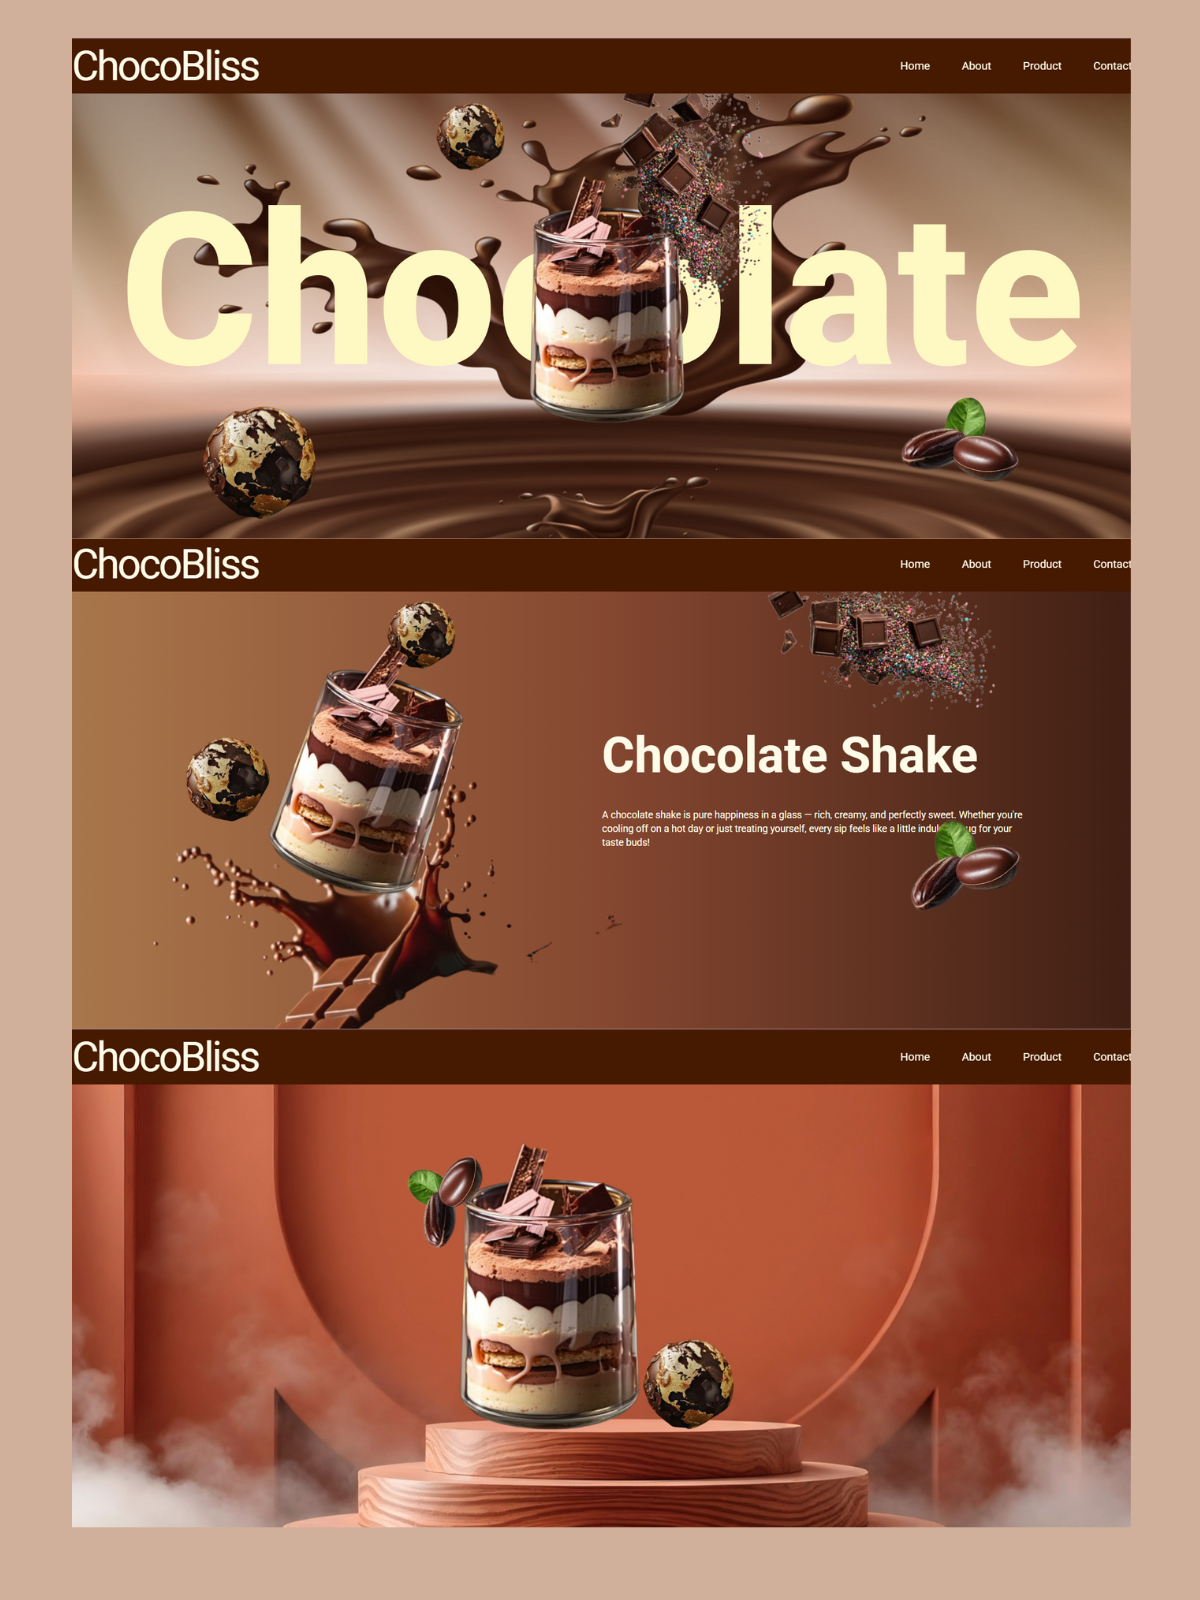 ChocoBliss
Home About Product Contact
Chocolate
ChocoBliss
Home About Product Contact
Chocolate Shake
A chocolate shake is pure happiness in a glass — rich, creamy, and perfectly sweet. Whether you're
cooling off on a hot day or just treating yourself, every sip feels like a little for your
taste buds!
ChocoBliss
Home About Product Contact